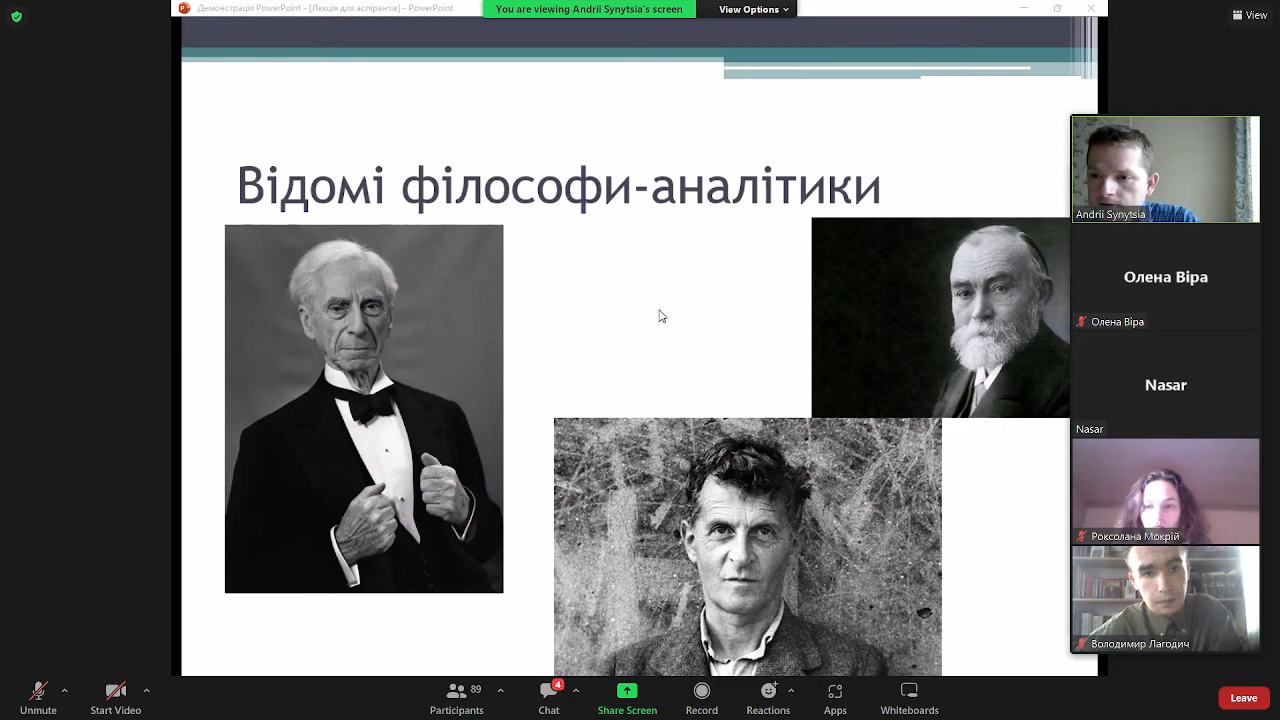 Демонстрація PowerPoint - [Лекція для аспірантів] - PowerPoint
You are viewing Andrii Synytsia's screen
View Options
View
Відомі філософи-аналітики
Andrii Synytsia
Олена Віра
Олена Віра
Nasar
Nasar
Роксолана Мокрій
Володимир Лагодич
89
4
Unmute
Start Video
Participants
Chat
Share Screen
Record
Reactions
Apps
Whiteboards
Leave